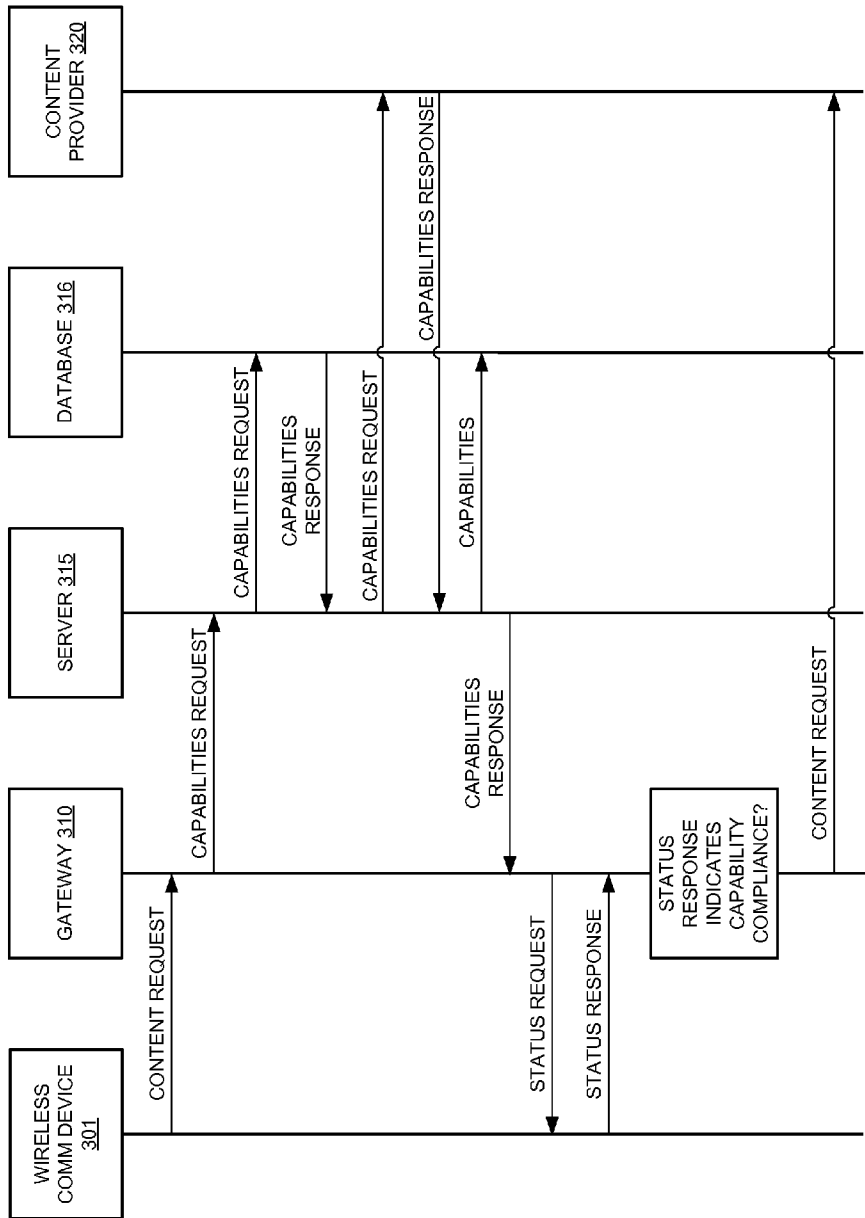 WIRELESS
COMM DEVICE
301
GATEWAY 310
SERVER 315
DATABASE 316
CONTENT
PROVIDER 320
CONTENT REQUEST
CAPABILITIES REQUEST
CAPABILITIES REQUEST
CAPABILITIES
RESPONSE
CAPABILITIES REQUEST
CAPABILITIES RESPONSE
CAPABILITIES
CAPABILITIES
RESPONSE
STATUS REQUEST
STATUS RESPONSE
STATUS
RESPONSE
INDICATES
CAPABILITY
COMPLIANCE?
CONTENT REQUEST